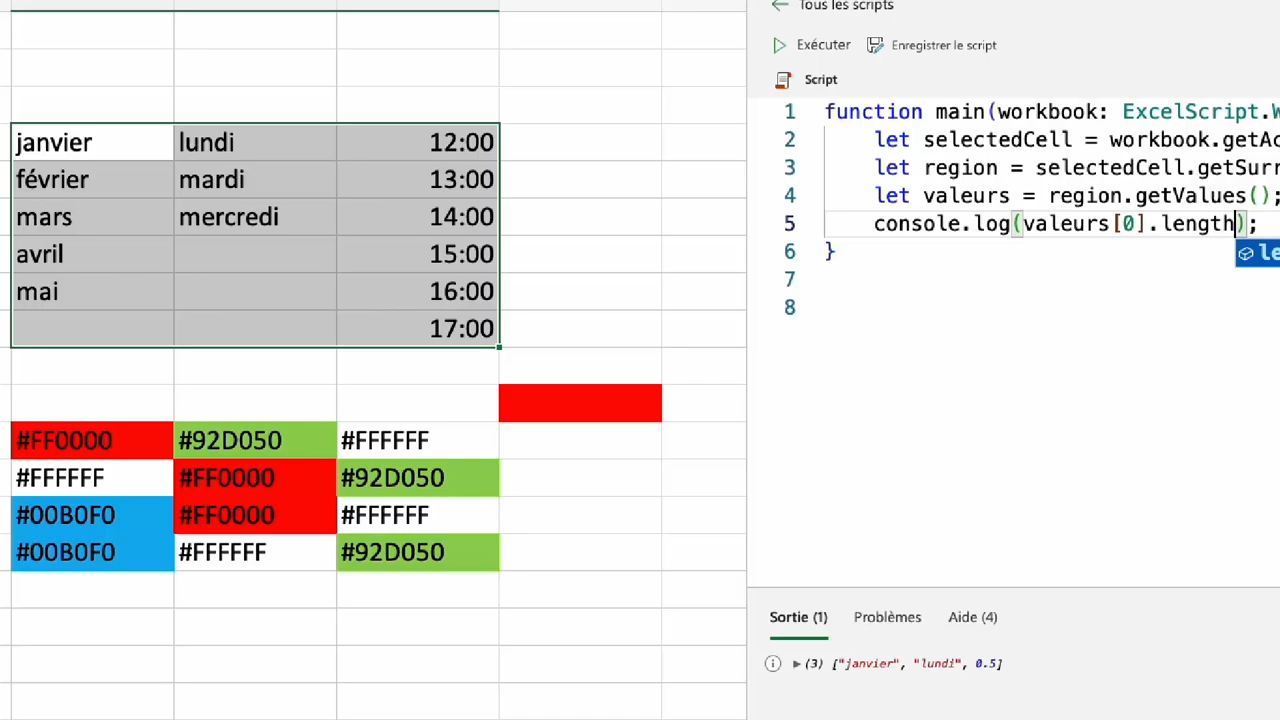 janvier lundi 12:00
février mardi 13:00
mars mercredi 14:00
avril 15:00
mai 16:00
17:00
#FF0000 #92D050 #FFFFFF
#FFFFFF #FF0000 #92D050
#00B0F0 #FF0000 #FFFFFF
#00B0F0 #FFFFFF #92D050
Tous les scripts
Exécuter Enregistrer le script
Script
1 function main(workbook: ExcelScript.W
2 let selectedCell = workbook.getAc
3 let region = selectedCell.getSurr
4 let valeurs = region.getValues();
5 console.log(valeurs[0].length);
le
6 }
7
8
Sortie (1) Problèmes Aide (4)
(3) ["janvier", "lundi", 0.5]